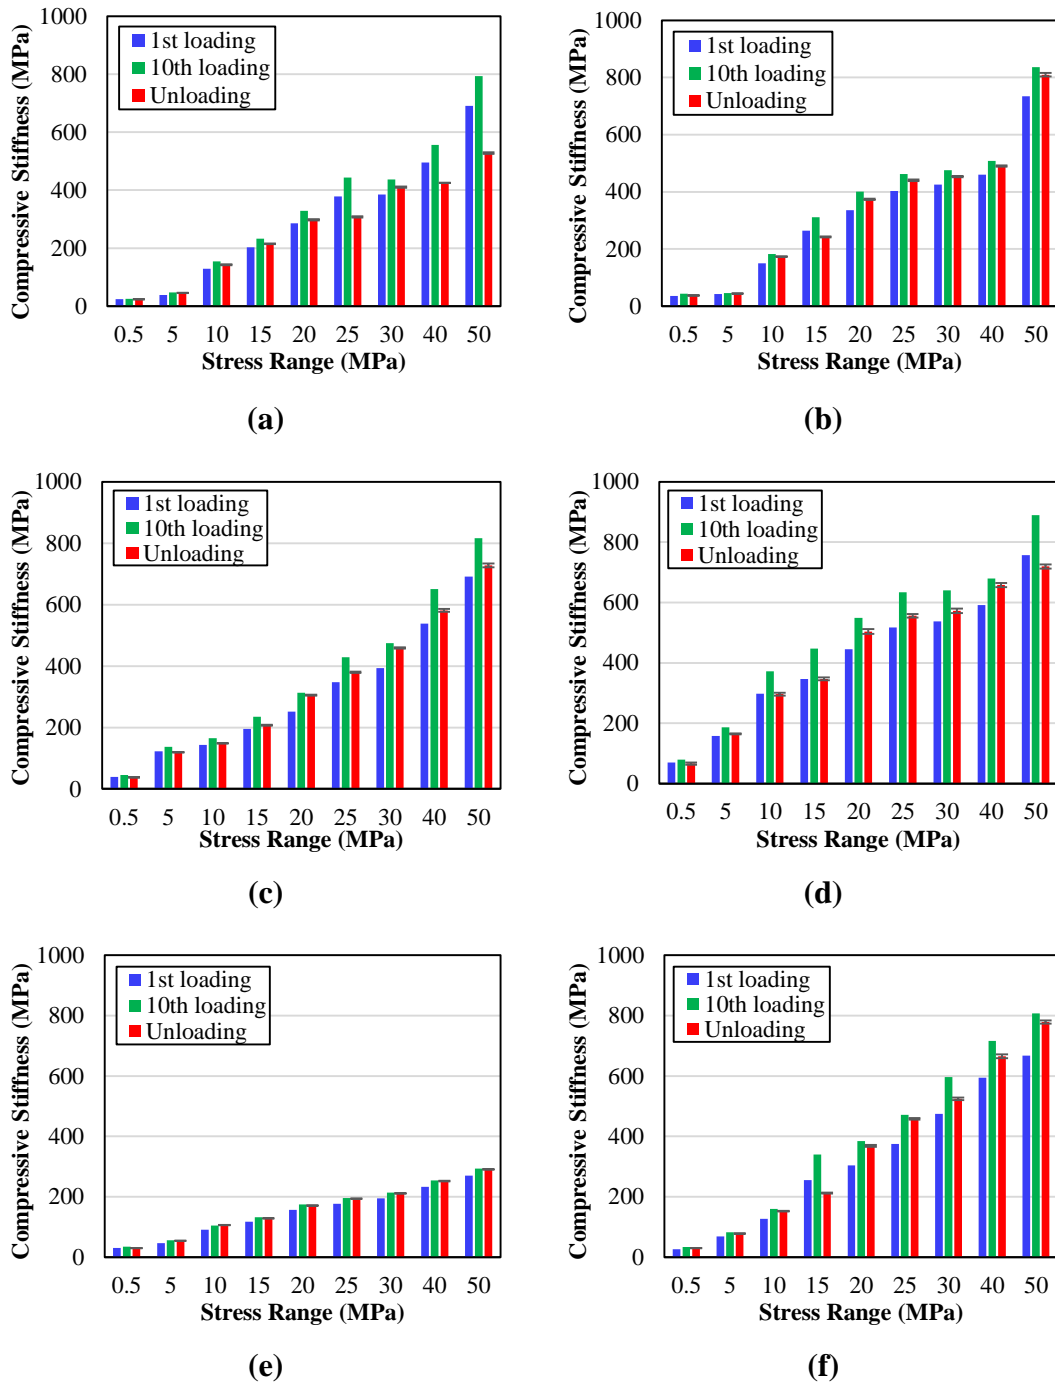 Compressive Stiffness (MPa)
1000
800
600
400
200
0
1st loading
10th loading
Unloading
0.5 5 10 15 20 25 30 40 50
Stress Range (MPa)
(a)
Compressive Stiffness (MPa)
1000
800
600
400
200
0
1st loading
10th loading
Unloading
0.5 5 10 15 20 25 30 40 50
Stress Range (MPa)
(b)
Compressive Stiffness (MPa)
1000
800
600
400
200
0
1st loading
10th loading
Unloading
0.5 5 10 15 20 25 30 40 50
Stress Range (MPa)
(c)
Compressive Stiffness (MPa)
1000
800
600
400
200
0
1st loading
10th loading
Unloading
0.5 5 10 15 20 25 30 40 50
Stress Range (MPa)
(d)
Compressive Stiffness (MPa)
1000
800
600
400
200
0
1st loading
10th loading
Unloading
0.5 5 10 15 20 25 30 40 50
Stress Range (MPa)
(e)
Compressive Stiffness (MPa)
1000
800
600
400
200
0
1st loading
10th loading
Unloading
0.5 5 10 15 20 25 30 40 50
Stress Range (MPa)
(f)